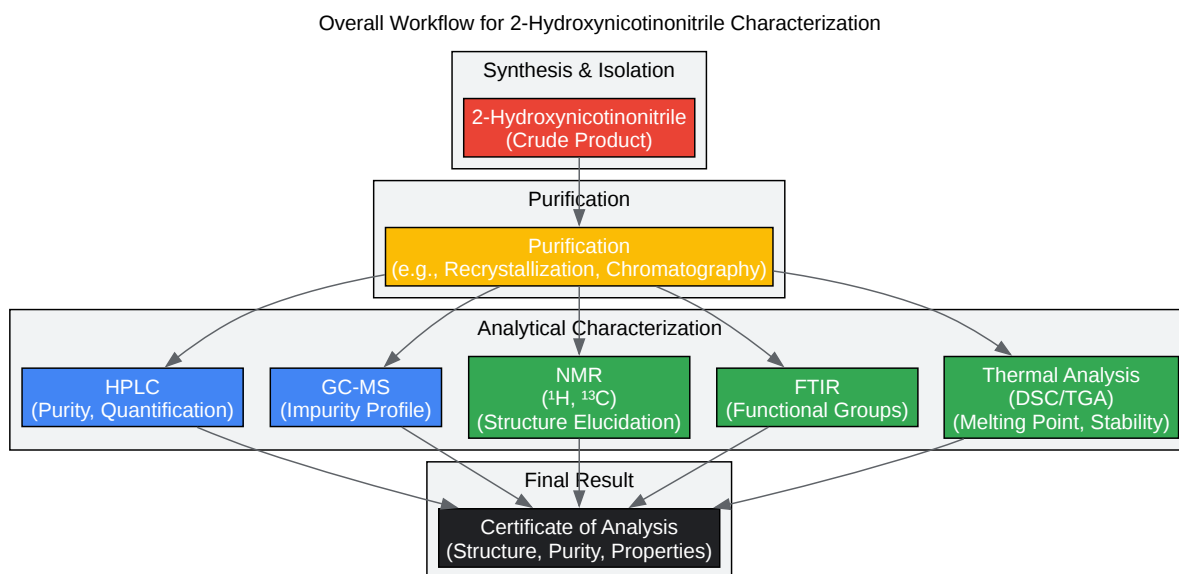 Overall Workflow for 2-Hydroxynicotinonitrile Characterization
Synthesis & Isolation
2-Hydroxynicotinonitrile
(Crude Product)
Purification
Purification
(e.g., Recrystallization, Chromatography)
Analytical Characterization
HPLC
(Purity, Quantification)
GC-MS
(Impurity Profile)
NMR
(¹H, ¹³C)
(Structure Elucidation)
FTIR
(Functional Groups)
Thermal Analysis
(DSC/TGA)
(Melting Point, Stability)
Final Result
Certificate of Analysis
(Structure, Purity, Properties)